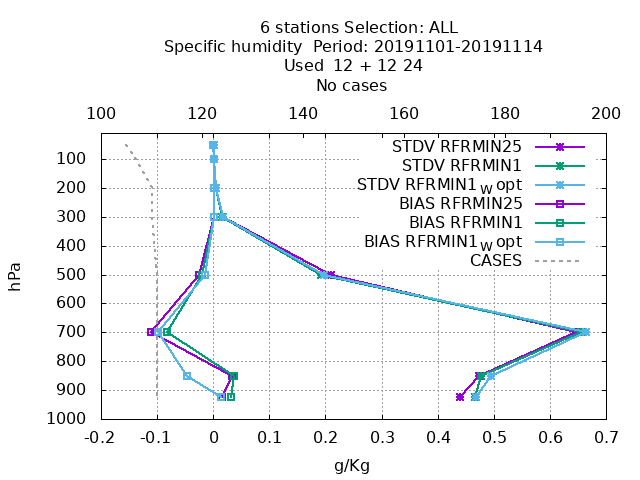 6 stations Selection: ALL
Specific humidity  Period: 20191101-20191114
Used  12 + 12 24
No cases
100 120 140 160 180 200
STDV RFRMIN25
STDV RFRMIN1
STDV RFRMIN1w opt
BIAS RFRMIN25
BIAS RFRMIN1
BIAS RFRMIN1w opt
CASES
hPa
100
200
300
400
500
600
700
800
900
1000
-0.2 -0.1 0 0.1 0.2 0.3 0.4 0.5 0.6 0.7
g/Kg